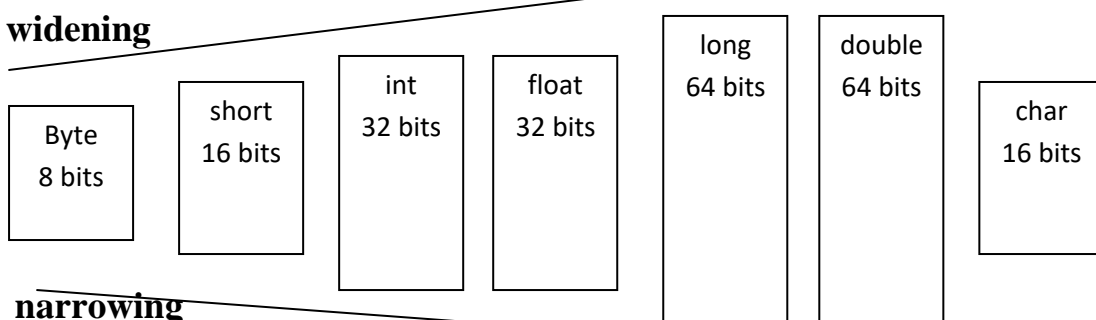 widening
Byte
8 bits
short
16 bits
int
32 bits
float
32 bits
long
64 bits
double
64 bits
char
16 bits
narrowing